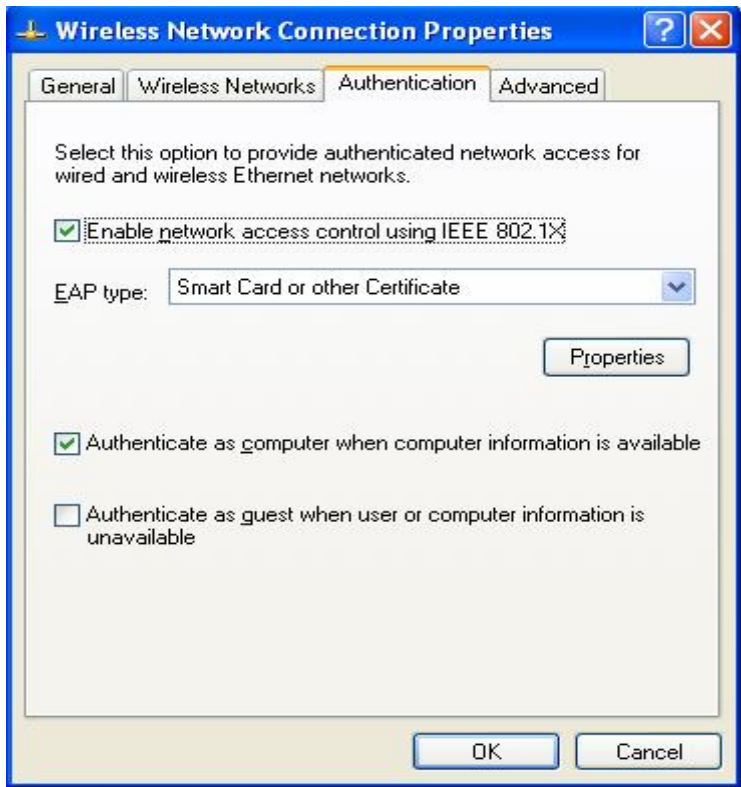 Wireless Network Connection Properties
General Wireless Networks Authentication Advanced
Select this option to provide authenticated network access for
wired and wireless Ethernet networks.
Enable network access control using IEEE 802.1X
EAP type: Smart Card or other Certificate
Properties
Authenticate as computer when computer information is available
Authenticate as guest when user or computer information is
unavailable
OK Cancel